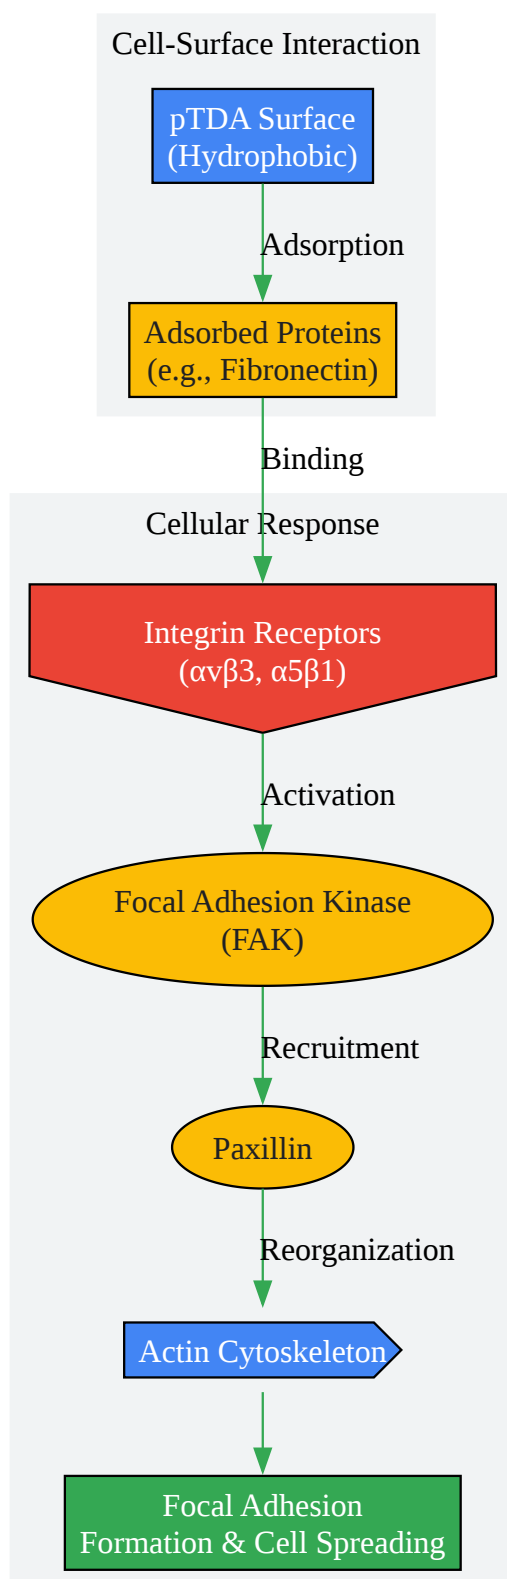 Cell-Surface Interaction
pTDA Surface
(Hydrophobic)
Adsorption
Adsorbed Proteins
(e.g., Fibronectin)
Binding
Cellular Response
Integrin Receptors
(αvβ3, α5β1)
Activation
Focal Adhesion Kinase
(FAK)
Recruitment
Paxillin
Reorganization
Actin Cytoskeleton
Focal Adhesion
Formation & Cell Spreading